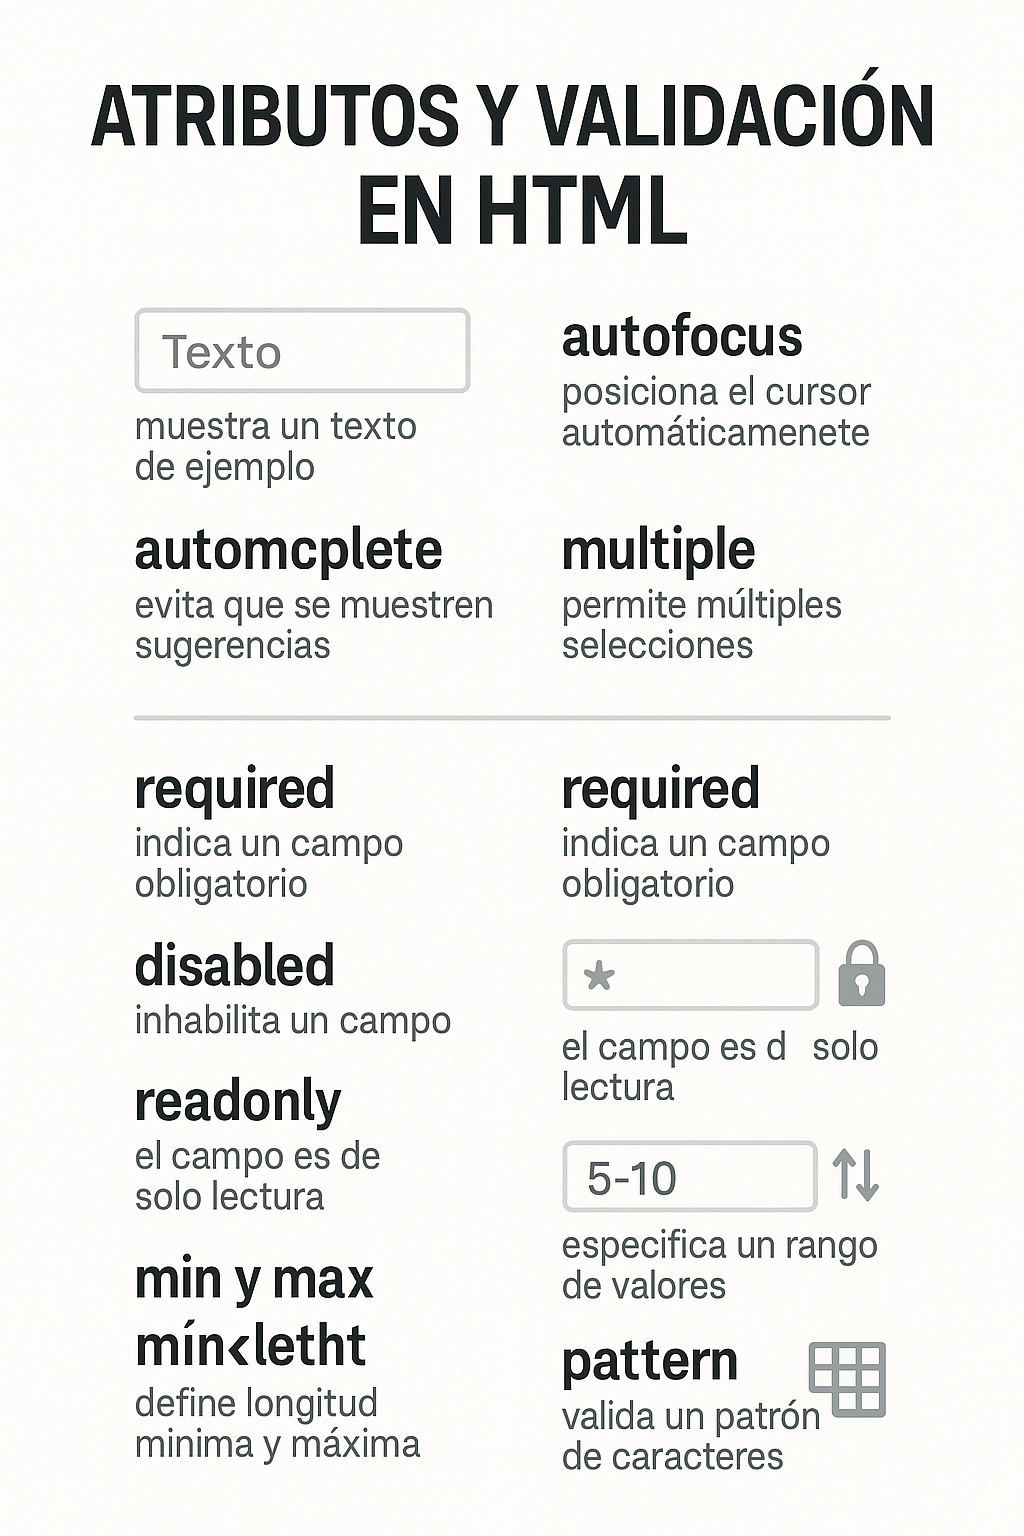 ATRIBUTOS Y VALIDACIÓN
EN HTML
Texto
muestra un texto
de ejemplo
autofocus
posiciona el cursor
automáticamenete
automcplete
evita que se muestren
sugerencias
multiple
permite múltiples
selecciones
required
indica un campo
obligatorio
disabled
inhabilita un campo
readonly
el campo es de
solo lectura
min y max
mín<letht
define longitud
minima y máxima
required
indica un campo
obligatorio
*
el campo es d solo
lectura
5-10
especifica un rango
de valores
pattern
valida un patrón
de caracteres